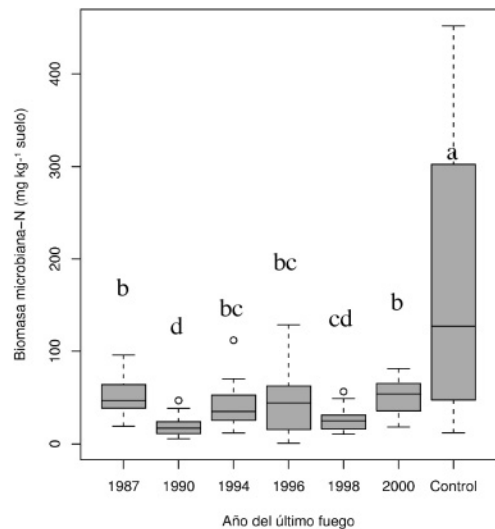 Biomasa microbiana−N (mg kg⁻¹ suelo)
400
300
200
100
0
a
bc
b
bc
cd
b
d
1987 1990 1994 1996 1998 2000 Control
Año del último fuego